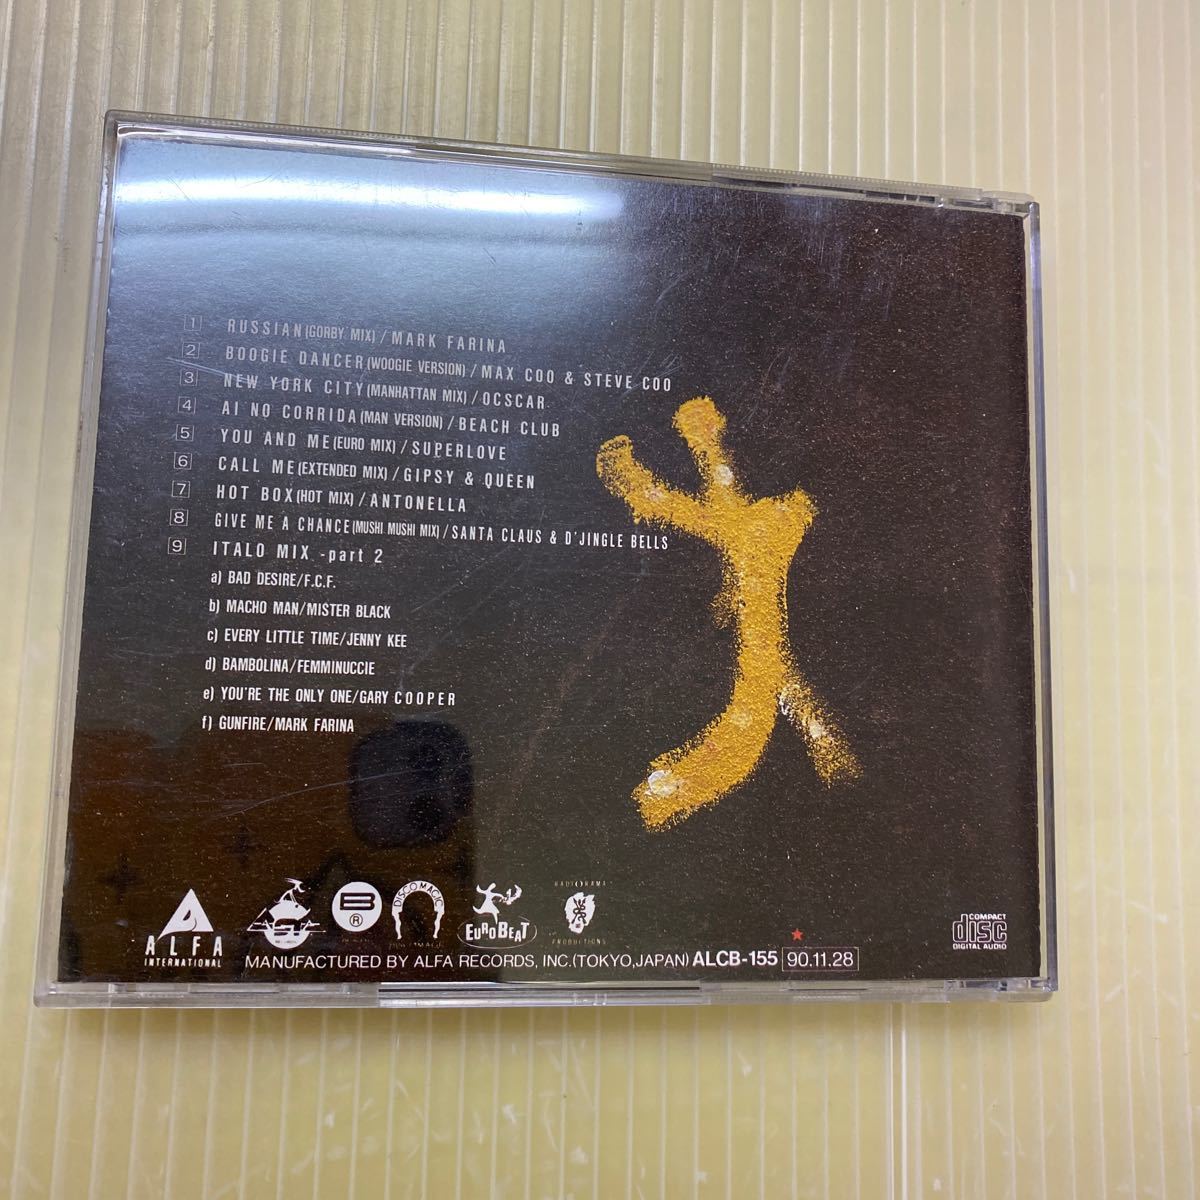 1 RUSSIAN(GORBY MIX)/MARK FARINA
2 BOOGIE DANCER(WOOGIE VERSION)/MAX COO & STEVE COO
3 NEW YORK CITY(MANHATTAN MIX)/OCSCAR
4 AI NO CORRIDA(MAN VERSION)/BEACH CLUB
5 YOU AND ME(EURO MIX)/SUPERLOVE
6 CALL ME(EXTENDED MIX)/GIPSY & QUEEN
7 HOT BOX(HOT MIX)/ANTONELLA
8 GIVE ME A CHANCE(MUSHI MUSHI MIX)/SANTA CLAUS & D'JINGLE BELLS
9 ITALO MIX -part 2
a) BAD DESIRE/F.C.F.
b) MACHO MAN/MISTER BLACK
c) EVERY LITTLE TIME/JENNY KEE
d) BAMBOLINA/FEMMINUCCIE
e) YOU'RE THE ONLY ONE/GARY COOPER
f) GUNFIRE/MARK FARINA
ALFA
INTERNATIONAL
B
®
DISCO MAGIC
EUROBEAT
RADIORAMA
PRODUCTIONS
COMPACT
disc
DIGITAL AUDIO
MANUFACTURED BY ALFA RECORDS, INC.(TOKYO,JAPAN) ALCB-155 90.11.28